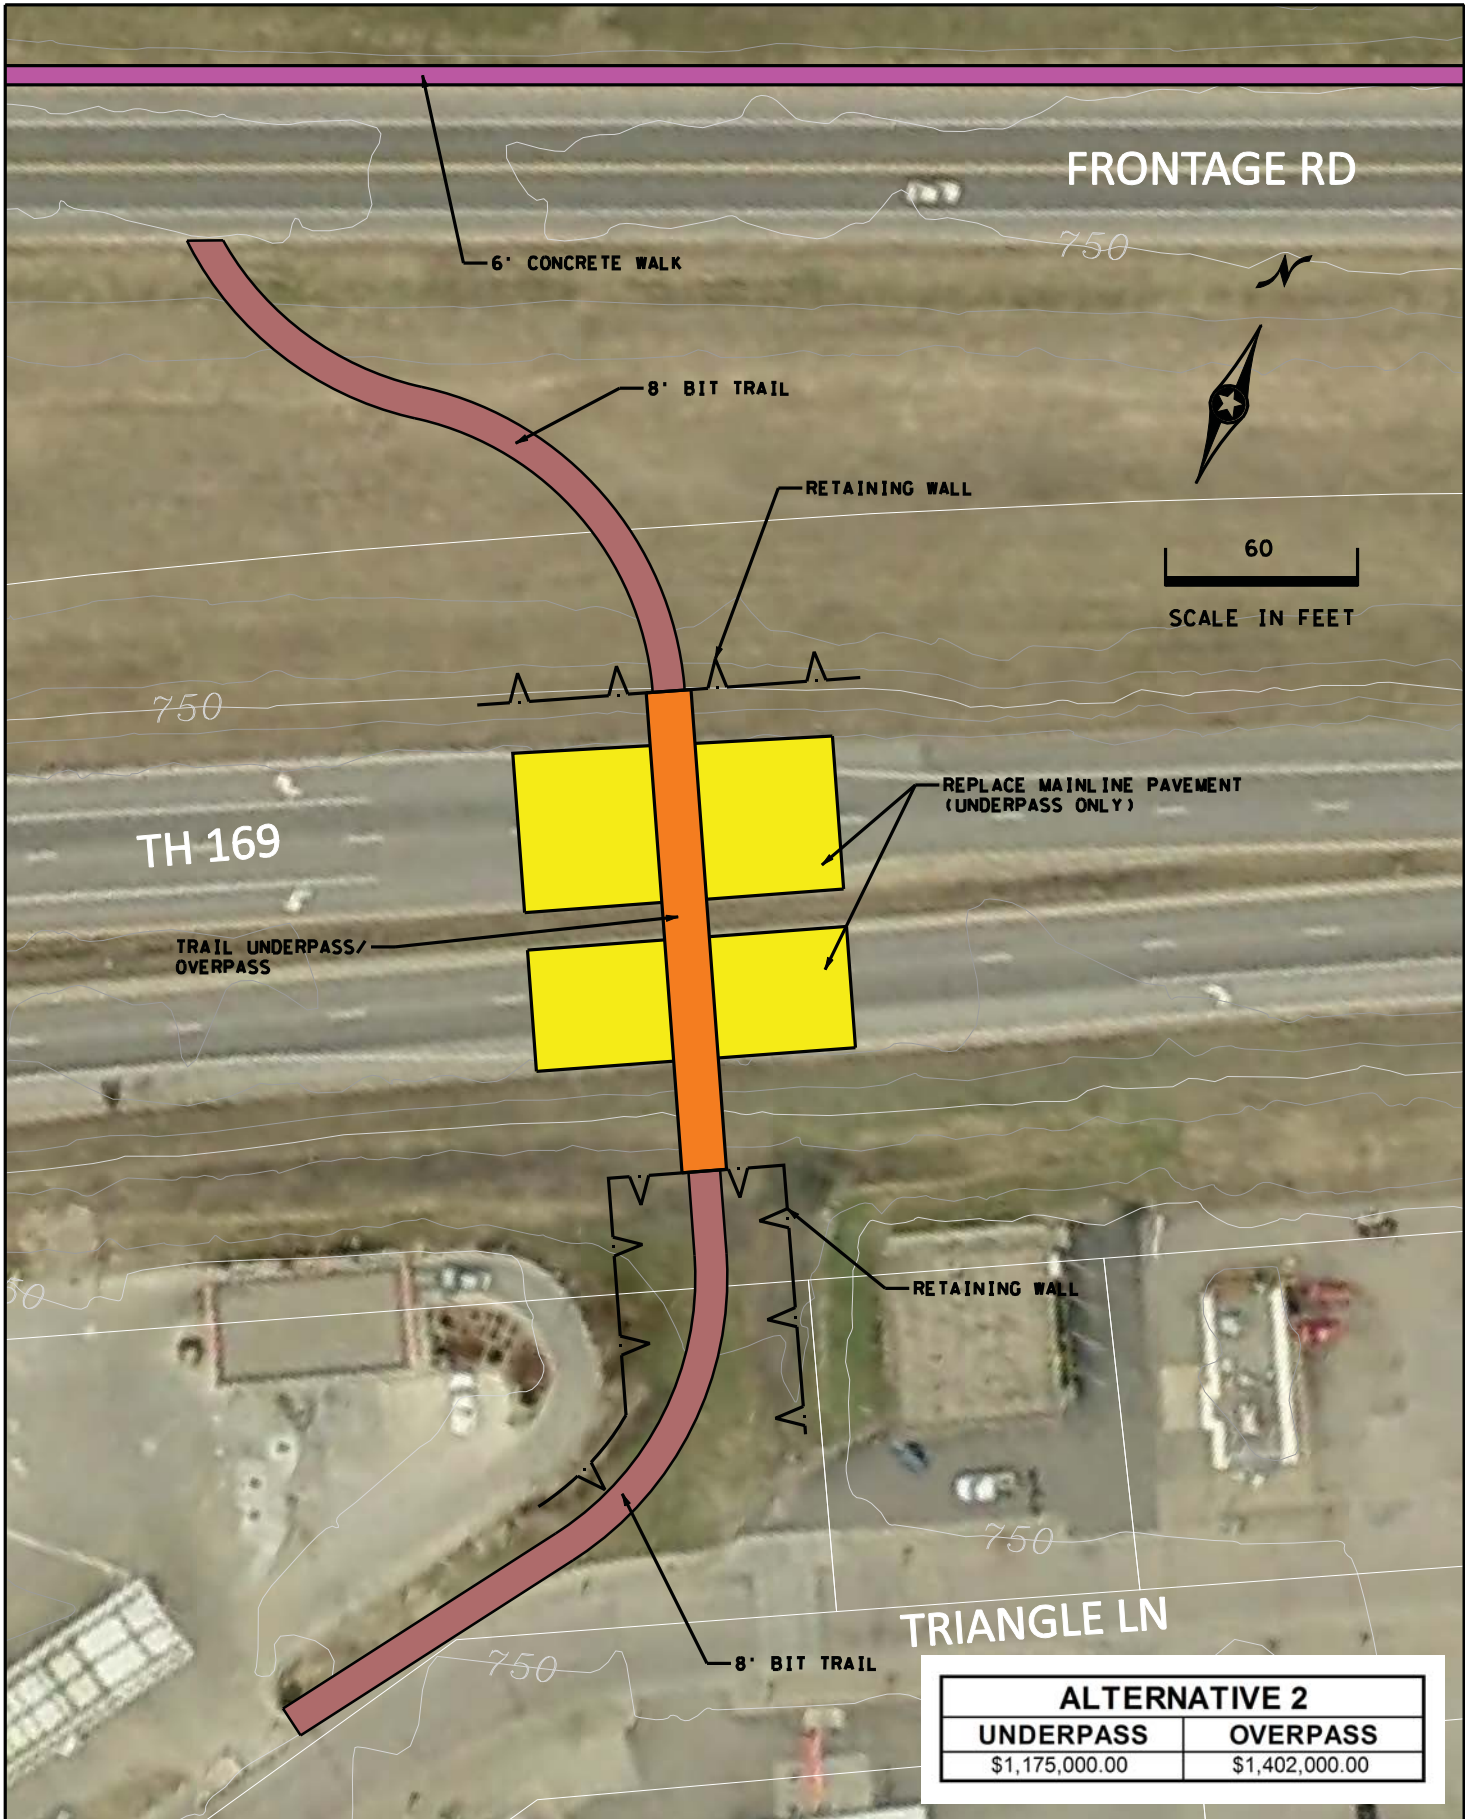 FRONTAGE RD
750
N
6' CONCRETE WALK
8' BIT TRAIL
RETAINING WALL
60
SCALE IN FEET
750
REPLACE MAINLINE PAVEMENT
(UNDERPASS ONLY)
TH 169
TRAIL UNDERPASS/
OVERPASS
RETAINING WALL
50
750
TRIANGLE LN
750
8' BIT TRAIL
ALTERNATIVE 2
UNDERPASS OVERPASS
$1,175,000.00 $1,402,000.00